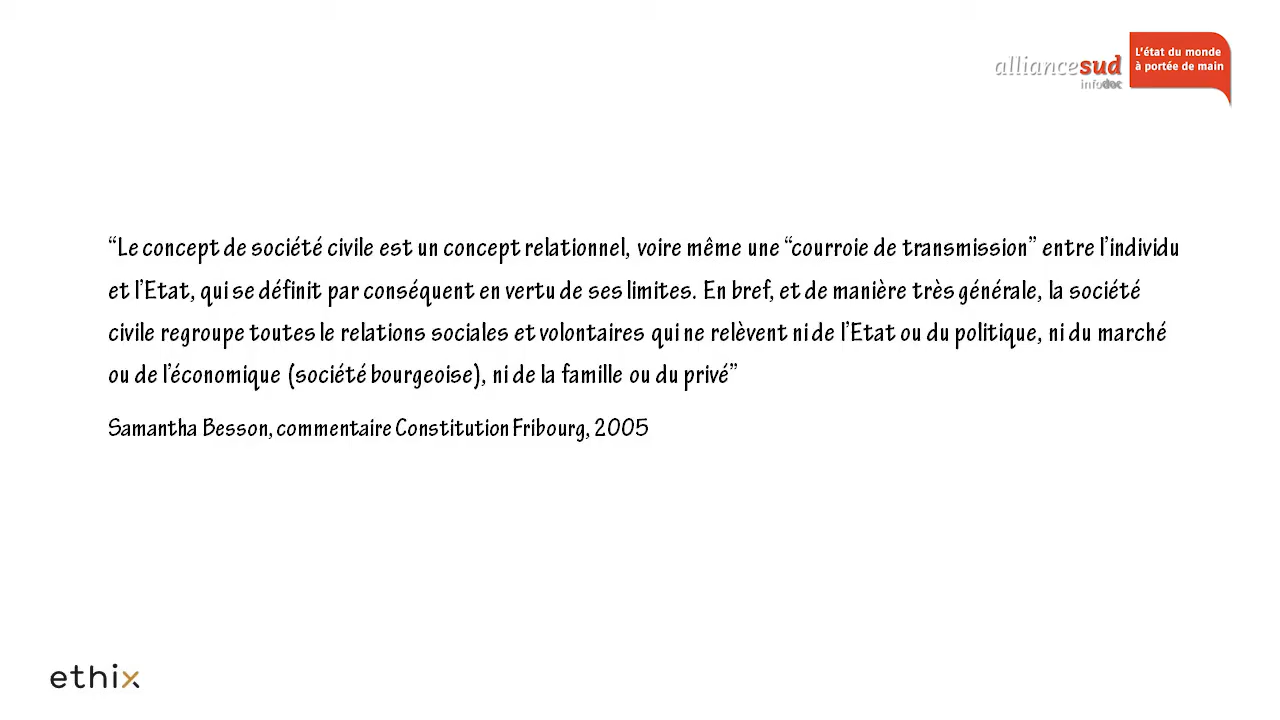 alliancesud
infodoc
L'état du monde
à portée de main
“Le concept de société civile est un concept relationnel, voire même une “courroie de transmission” entre l'individu
et l'Etat, qui se définit par conséquent en vertu de ses limites. En bref, et de manière très générale, la société
civile regroupe toutes le relations sociales et volontaires qui ne relèvent ni de l'Etat ou du politique, ni du marché
ou de l'économique (société bourgeoise), ni de la famille ou du privé”
Samantha Besson, commentaire Constitution Fribourg, 2005
ethix